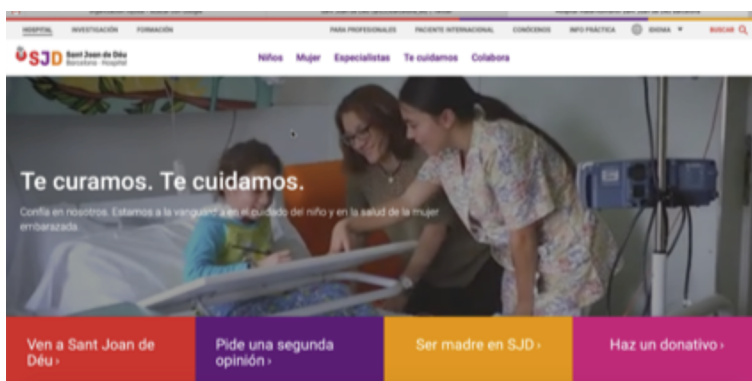 HOSPITAL INVESTIGACIÓN FORMACIÓN PARA PROFESIONALES PACIENTE INTERNACIONAL CONÓCENOS INFO PRÁCTICA IDIOMA BUSCAR
SJD Sant Joan de Déu
Barcelona · Hospital
Niños Mujer Especialistas Te cuidamos Colabora
Te curamos. Te cuidamos.
Confía en nosotros. Estamos a la vanguardia en el cuidado del niño y en la salud de la mujer
embarazada.
Ven a Sant Joan de
Déu ›
Pide una segunda
opinión ›
Ser madre en SJD ›
Haz un donativo ›